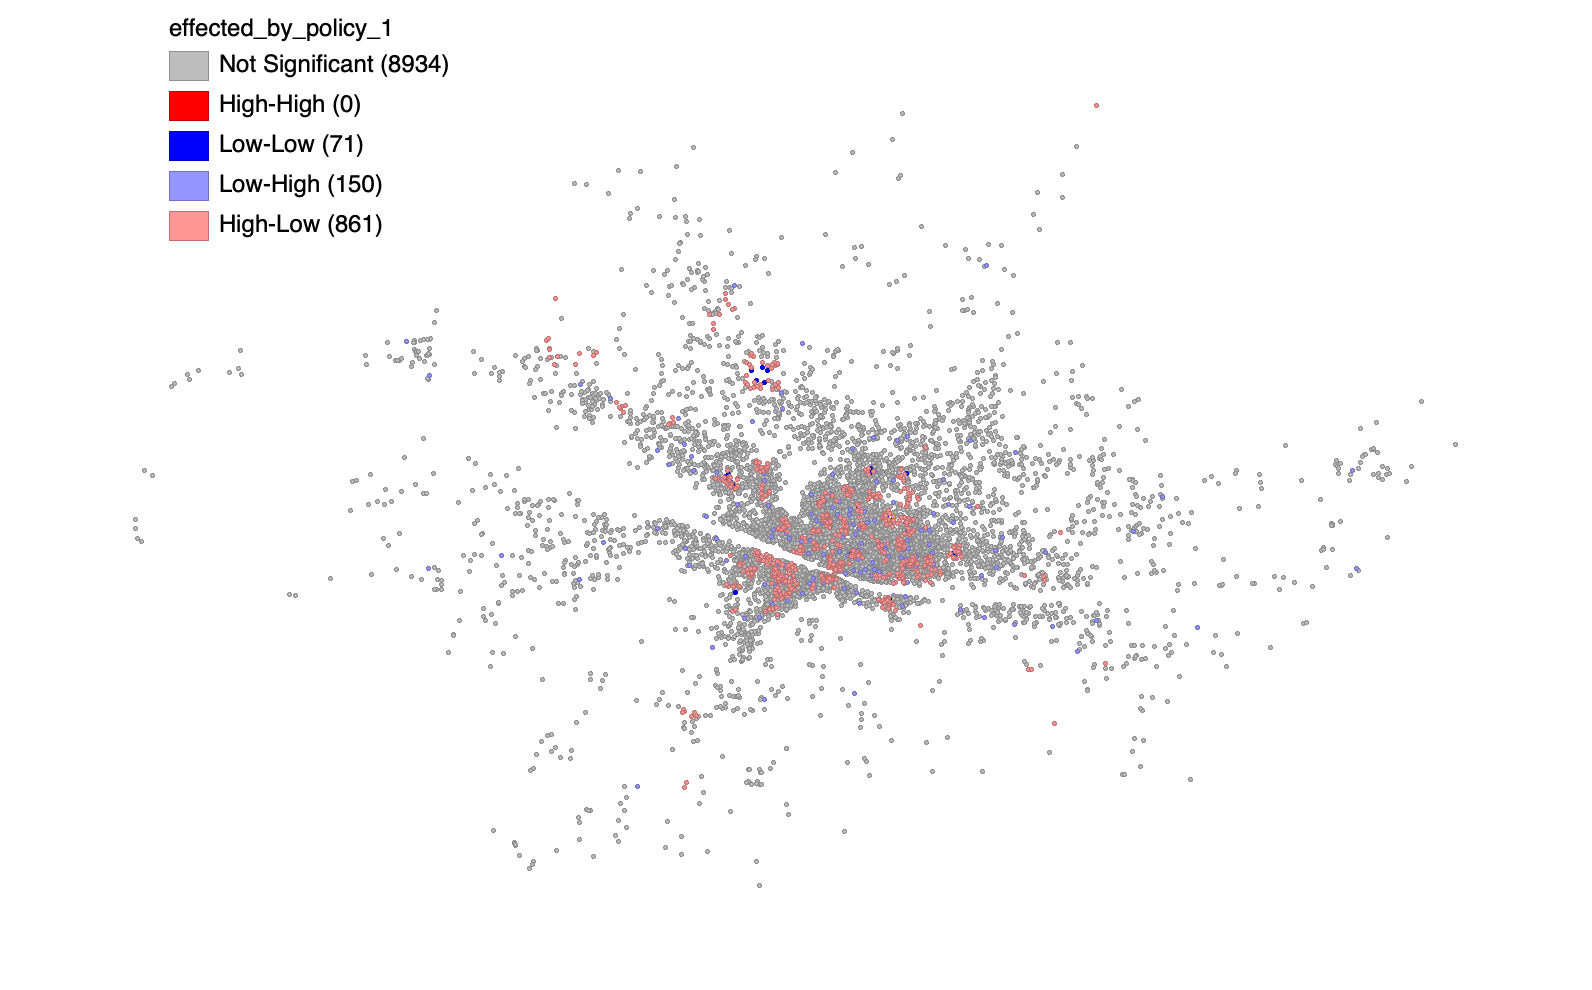 effected_by_policy_1
Not Significant (8934)
High-High (0)
Low-Low (71)
Low-High (150)
High-Low (861)